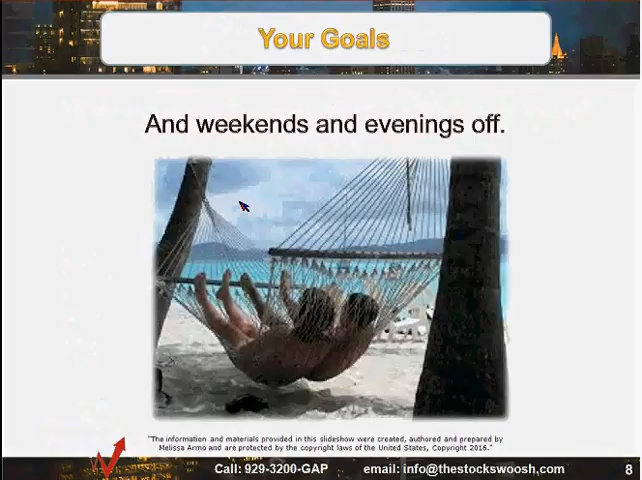 Your Goals
And weekends and evenings off.
"The information and materials provided in this slideshow were created, authored and prepared by
Melissa Armo and are protected by the copyright laws of the United States, Copyright 2016."
Call: 929-3200-GAP email: info@thestockswoosh.com 8